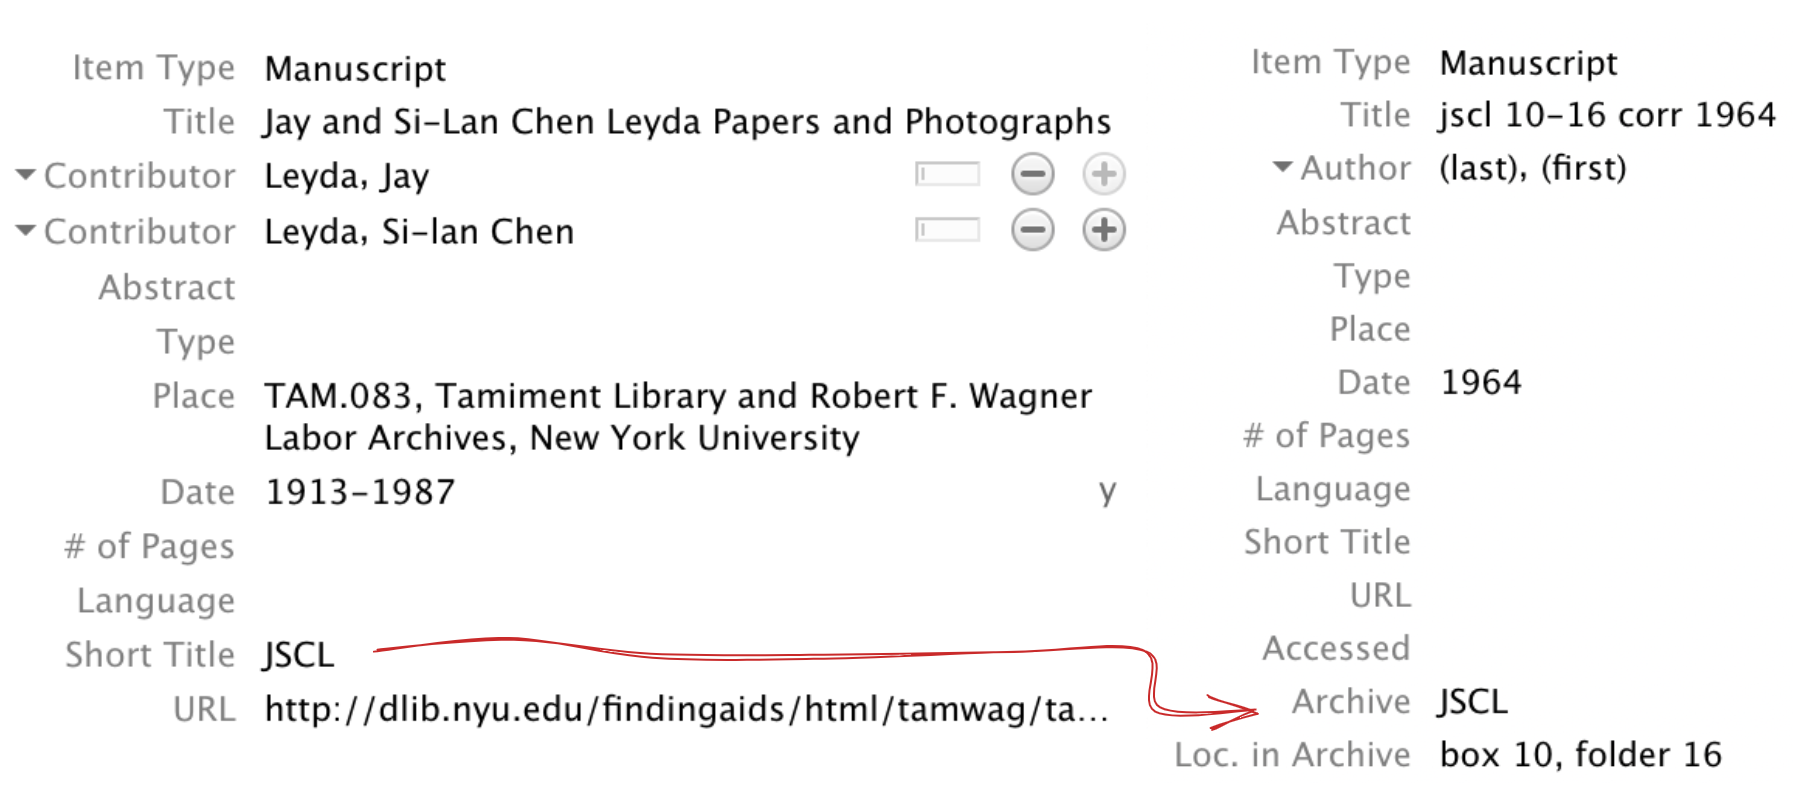 Item Type Manuscript
Title Jay and Si-Lan Chen Leyda Papers and Photographs
Contributor Leyda, Jay
Contributor Leyda, Si-lan Chen
Abstract
Type
Place TAM.083, Tamiment Library and Robert F. Wagner
Labor Archives, New York University
Date 1913-1987 y
# of Pages
Language
Short Title JSCL
URL http://dlib.nyu.edu/findingaids/html/tamwag/ta...
Item Type Manuscript
Title jscl 10-16 corr 1964
Author (last), (first)
Abstract
Type
Place
Date 1964
# of Pages
Language
Short Title
URL
Accessed
Archive JSCL
Loc. in Archive box 10, folder 16